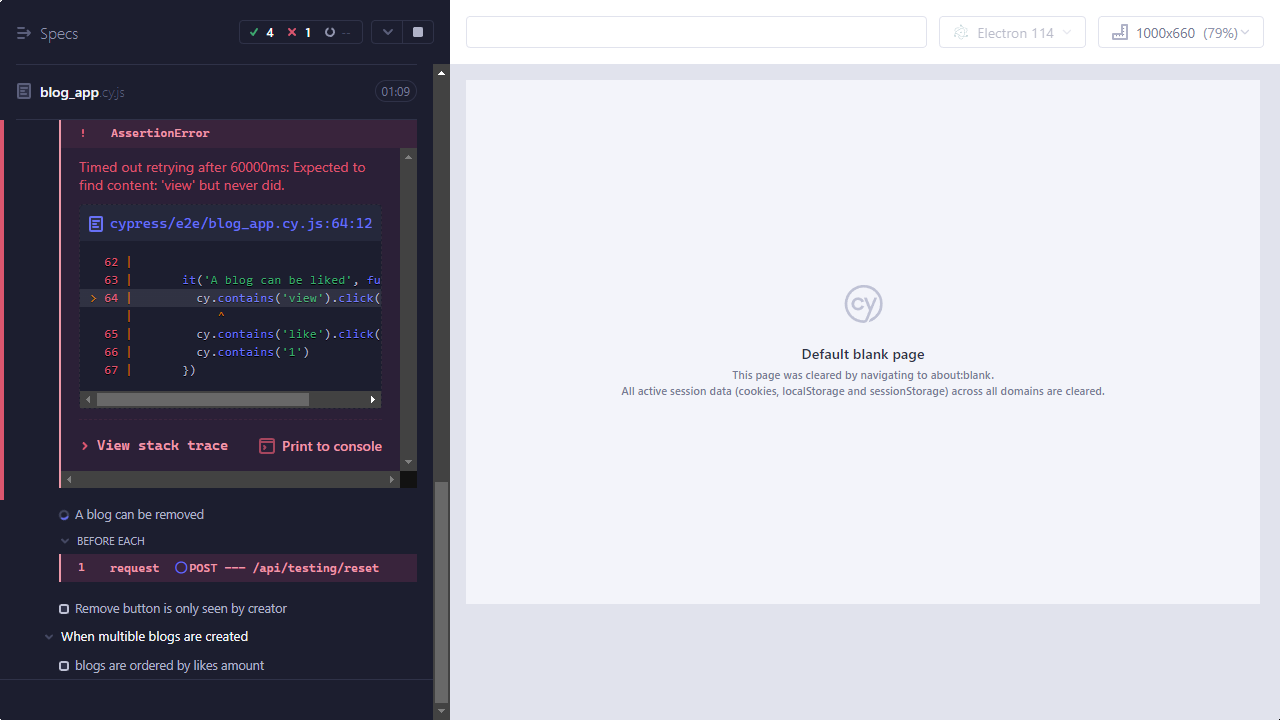 Specs
4 1 --
Electron 114
1000x660 (79%)
blog_app.cy.js
01:09
! AssertionError
Timed out retrying after 60000ms: Expected to
find content: 'view' but never did.
cypress/e2e/blog_app.cy.js:64:12
62 |
63 | it('A blog can be liked', fu
> 64 | cy.contains('view').click(
| ^
65 | cy.contains('like').click(
66 | cy.contains('1')
67 | })
View stack trace
Print to console
A blog can be removed
BEFORE EACH
1 request POST --- /api/testing/reset
Remove button is only seen by creator
When multiple blogs are created
blogs are ordered by likes amount
cy
Default blank page
This page was cleared by navigating to about:blank.
All active session data (cookies, localStorage and sessionStorage) across all domains are cleared.